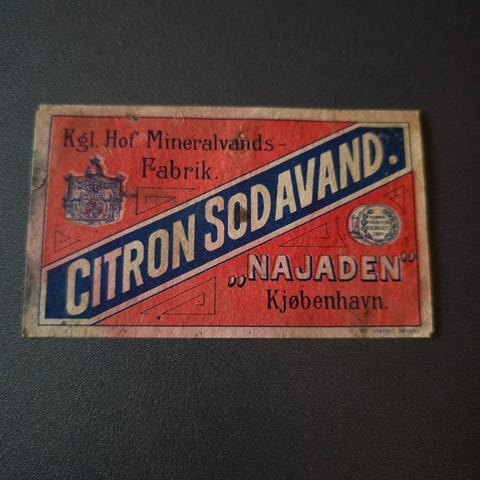 Kgl. Hof Mineralvands-
Fabrik.
CITRON SODAVAND.
„NAJADEN”
Kjøbenhavn.